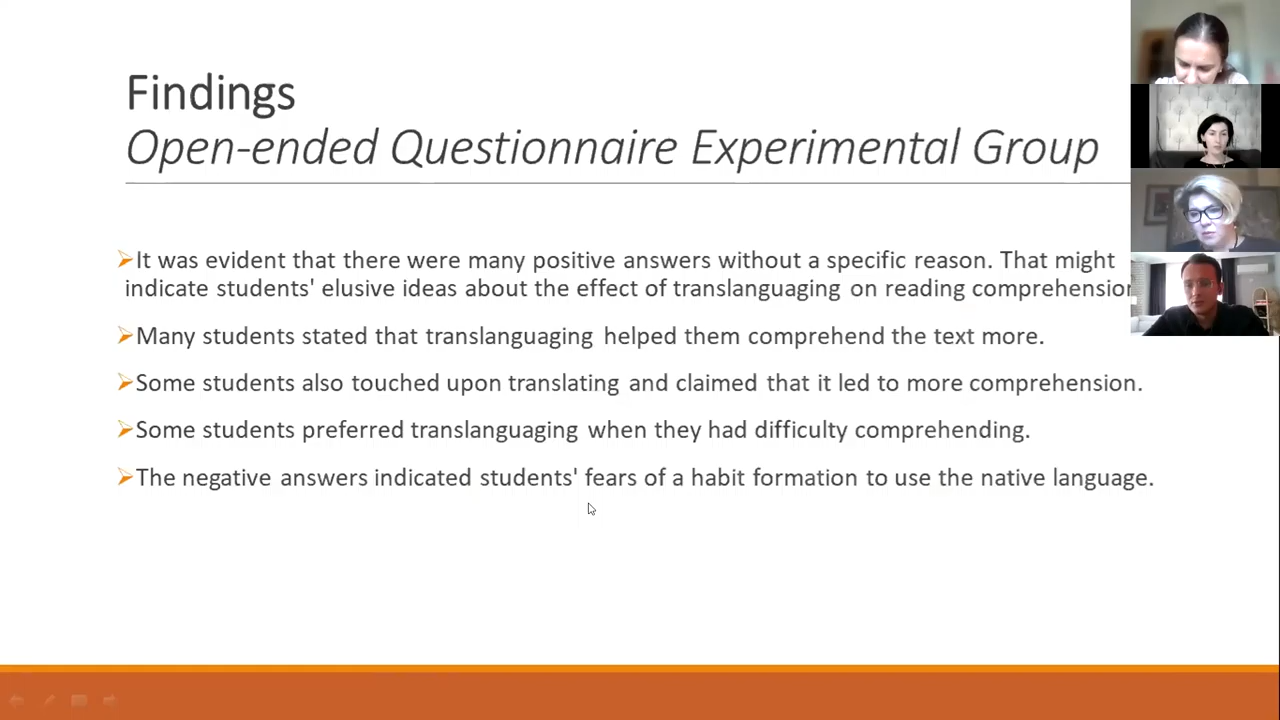 Findings
Open-ended Questionnaire Experimental Group
It was evident that there were many positive answers without a specific reason. That might
indicate students' elusive ideas about the effect of translanguaging on reading comprehension
Many students stated that translanguaging helped them comprehend the text more.
Some students also touched upon translating and claimed that it led to more comprehension.
Some students preferred translanguaging when they had difficulty comprehending.
The negative answers indicated students' fears of a habit formation to use the native language.